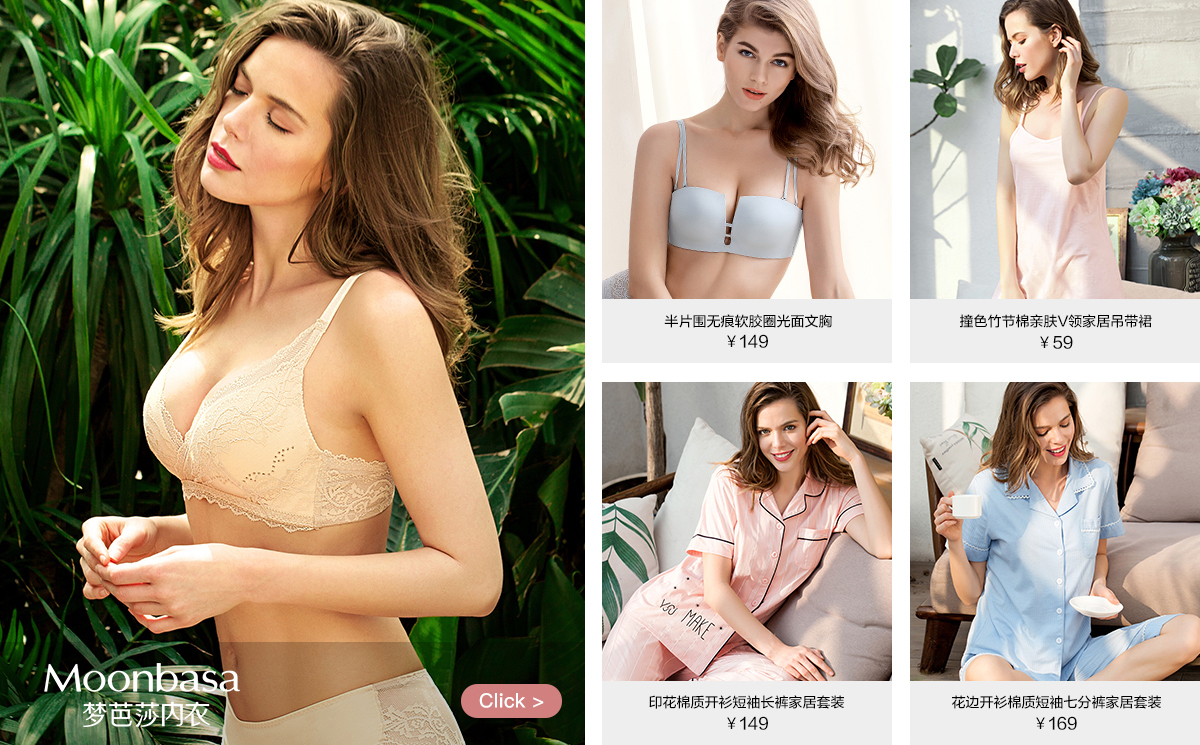 Moonbasa
梦芭莎内衣
Click >
半片围无痕软胶圈光面文胸
¥149
撞色竹节棉亲肤V领家居吊带裙
¥59
YOU MAKE
印花棉质开衫短袖长裤家居套装
¥149
花边开衫棉质短袖七分裤家居套装
¥169